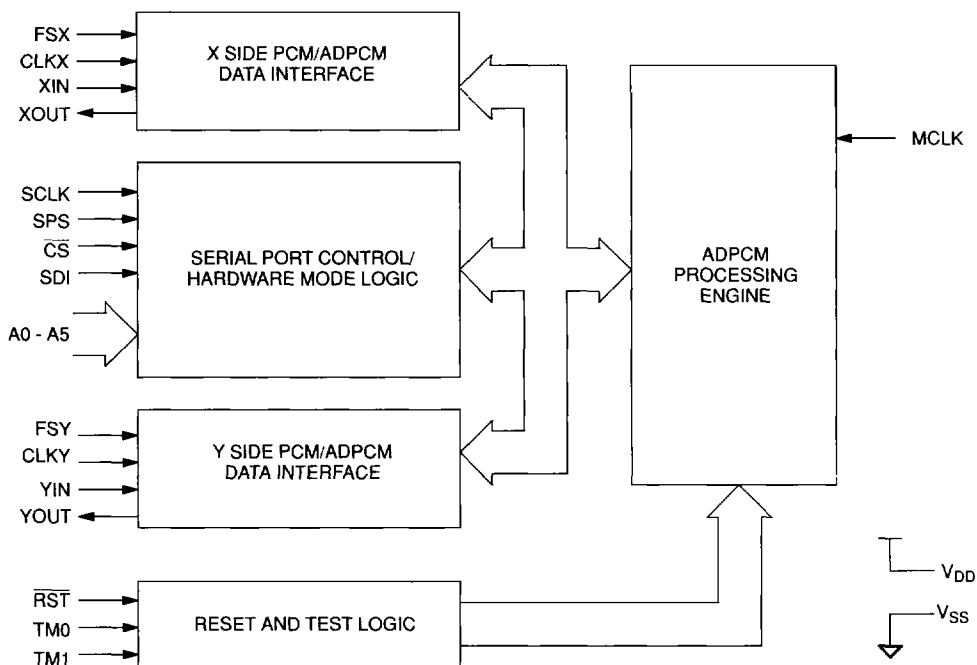 FSX
CLKX
XIN
XOUT
X SIDE PCM/ADPCM
DATA INTERFACE
SCLK
SPS
C̅S̅
SDI
A0 - A5
SERIAL PORT CONTROL/
HARDWARE MODE LOGIC
FSY
CLKY
YIN
YOUT
Y SIDE PCM/ADPCM
DATA INTERFACE
R̅S̅T̅
TM0
TM1
RESET AND TEST LOGIC
ADPCM
PROCESSING
ENGINE
MCLK
VDD
VSS